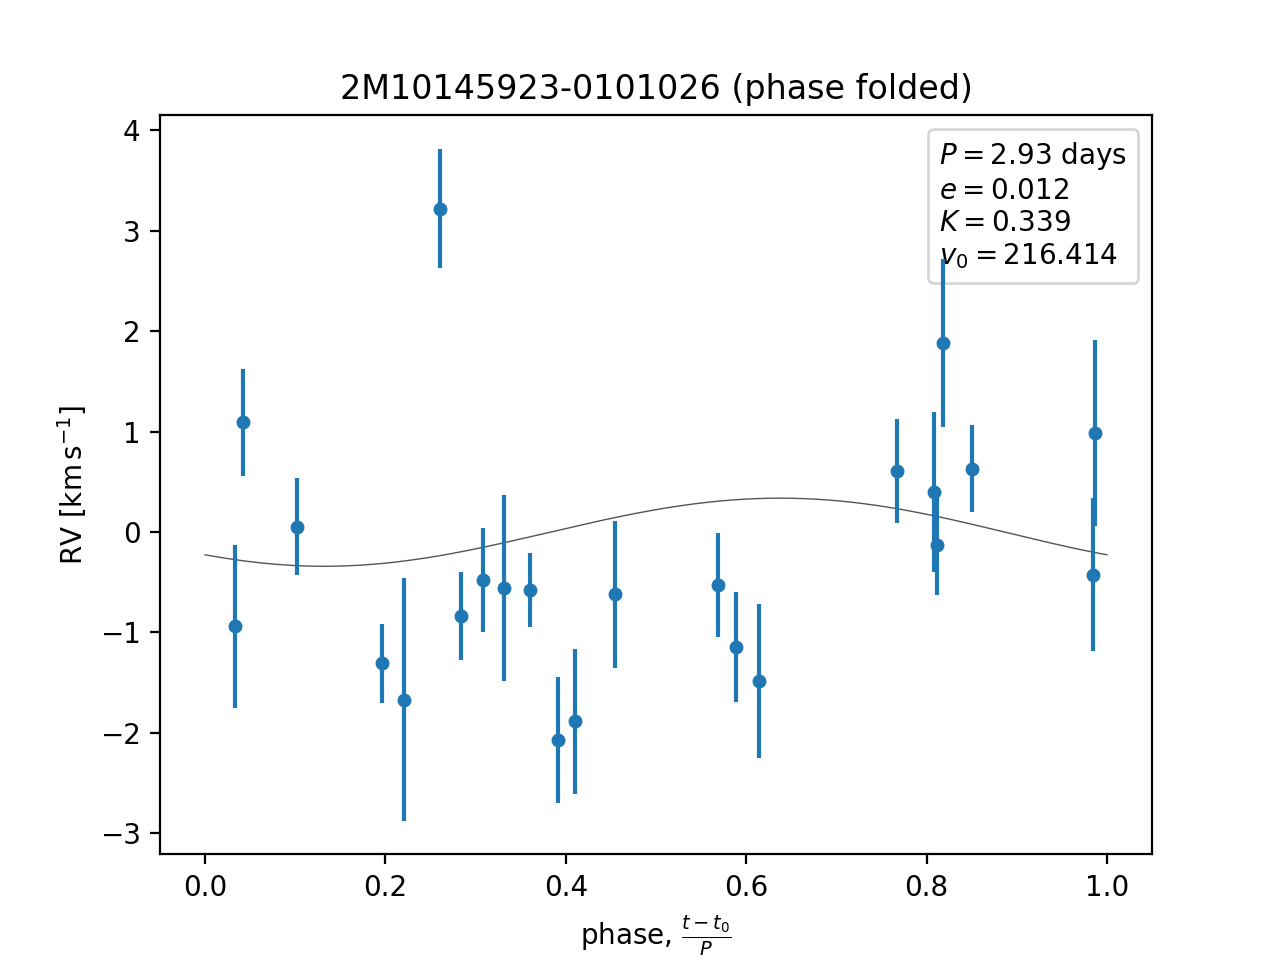 2M10145923-0101026 (phase folded)
P = 2.93 days
e = 0.012
K = 0.339
v₀ = 216.414
4
3
2
1
0
−1
−2
−3
RV [km s⁻¹]
0.0 0.2 0.4 0.6 0.8 1.0
phase, (t − t₀)/P